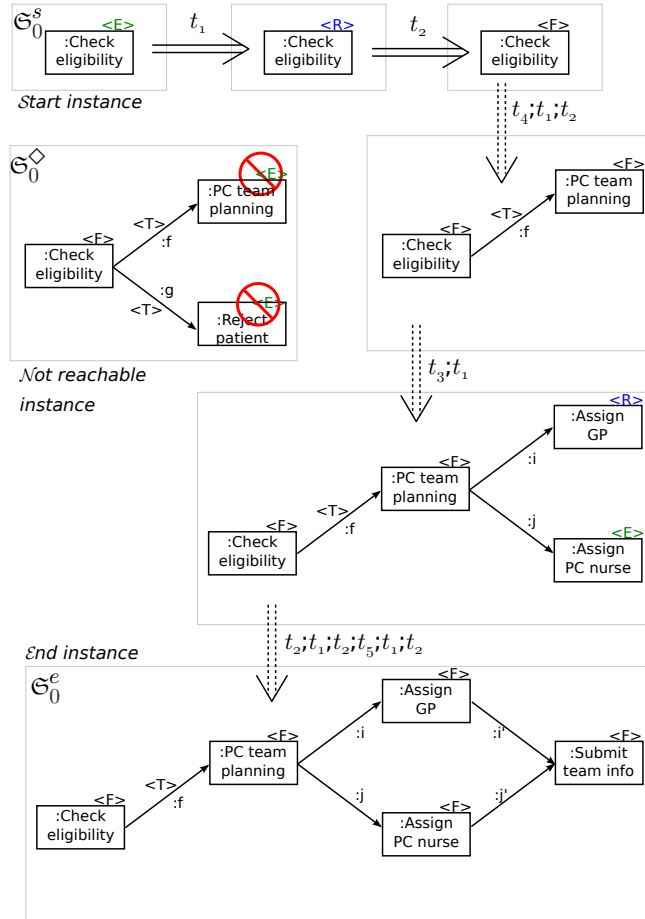 𝔖₀ˢ
<E>
:Check
eligibility
t₁
<R>
:Check
eligibility
t₂
<F>
:Check
eligibility
Start instance
t₄;t₁;t₂
𝔖₀◇
<E>
:PC team
planning
<T>
:f
<F>
:Check
eligibility
:g
<T>
<E>
:Reject
patient
Not reachable
instance
<F>
:PC team
planning
<T>
:f
<F>
:Check
eligibility
t₃;t₁
<R>
:Assign
GP
:i
<F>
:PC team
planning
<T>
:f
:j
<F>
:Check
eligibility
<E>
:Assign
PC nurse
t₂;t₁;t₂;t₅;t₁;t₂
End instance
𝔖₀ᵉ
<F>
:Assign
GP
:i
:i'
<F>
:PC team
planning
<F>
:Submit
team info
<T>
:f
:j
:j'
<F>
:Check
eligibility
<F>
:Assign
PC nurse